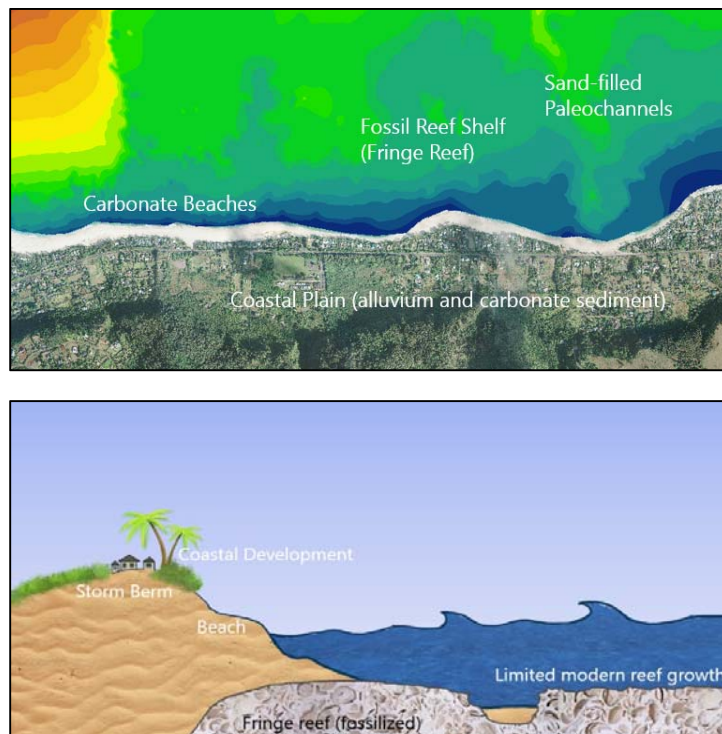 Sand-filled
Paleochannels
Fossil Reef Shelf
(Fringe Reef)
Carbonate Beaches
Coastal Plain (alluvium and carbonate sediment)
Coastal Development
Storm Berm
Beach
Limited modern reef growth
Fringe reef (fossilized)